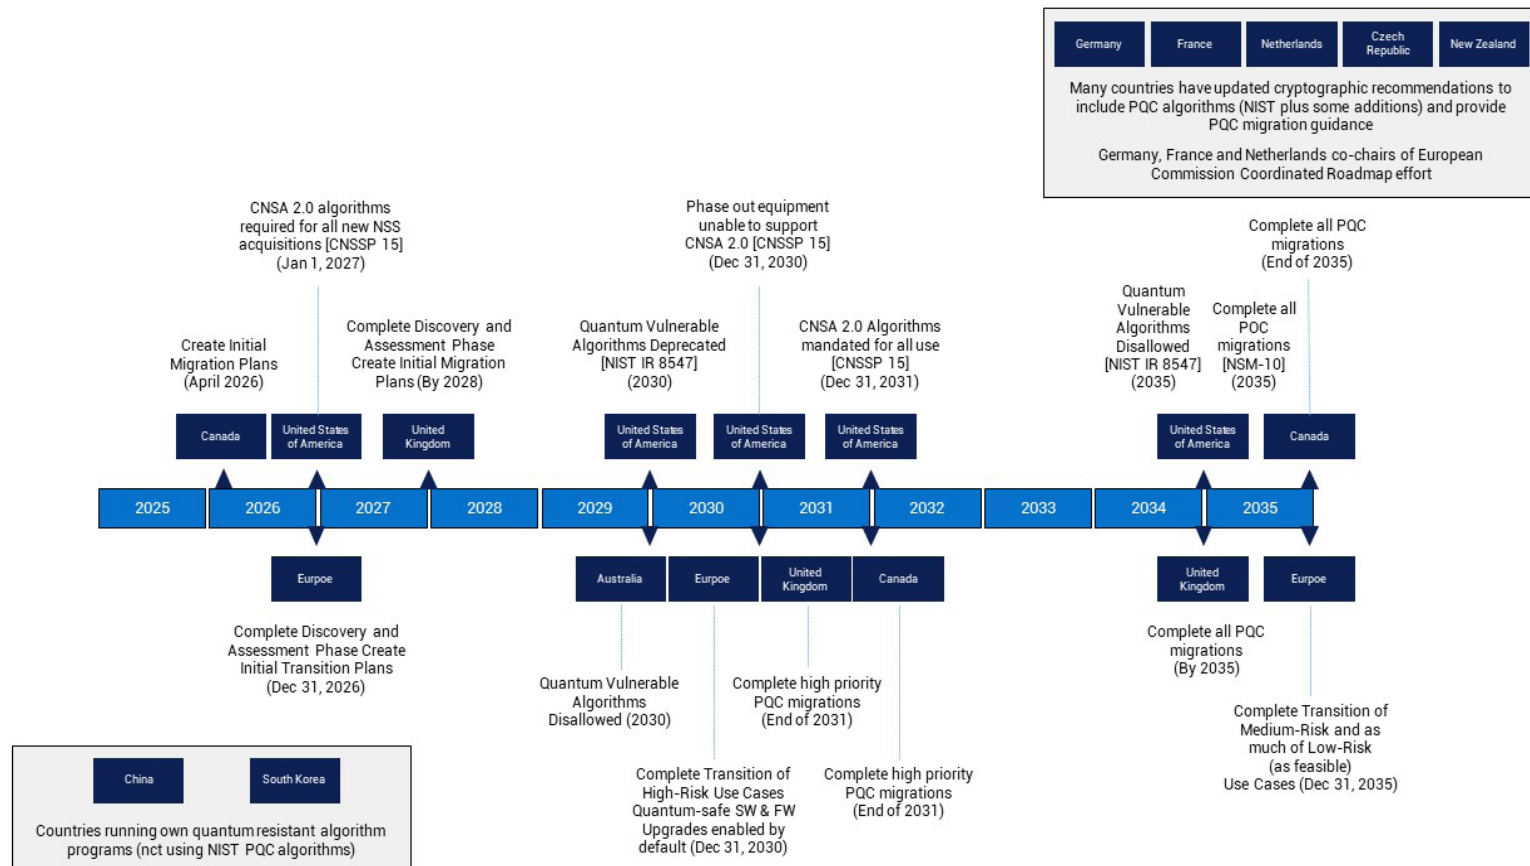 Germany
France
Netherlands
Czech
Republic
New Zealand
Many countries have updated cryptographic recommendations to
include PQC algorithms (NIST plus some additions) and provide
PQC migration guidance
Germany, France and Netherlands co-chairs of European
Commission Coordinated Roadmap effort
CNSA 2.0 algorithms
required for all new NSS
acquisitions [CNSSP 15]
(Jan 1, 2027)
Phase out equipment
unable to support
CNSA 2.0 [CNSSP 15]
(Dec 31, 2030)
Complete all PQC
migrations
(End of 2035)
Create Initial
Migration Plans
(April 2026)
Complete Discovery and
Assessment Phase
Create Initial Migration
Plans (By 2028)
Quantum Vulnerable
Algorithms Deprecated
[NIST IR 8547]
(2030)
CNSA 2.0 Algorithms
mandated for all use
[CNSSP 15]
(Dec 31, 2031)
Quantum
Vulnerable
Algorithms
Disallowed
[NIST IR 8547]
(2035)
Complete all
POC
migrations
[NSM-10]
(2035)
Canada
United States
of America
United
Kingdom
United States
of America
United States
of America
United States
of America
United States
of America
Canada
2025
2026
2027
2028
2029
2030
2031
2032
2033
2034
2035
Eurpoe
Australia
Eurpoe
United
Kingdom
Canada
United
Kingdom
Eurpoe
Complete Discovery and
Assessment Phase Create
Initial Transition Plans
(Dec 31, 2026)
Quantum Vulnerable
Algorithms
Disallowed (2030)
Complete Transition of
High-Risk Use Cases
Quantum-safe SW & FW
Upgrades enabled by
default (Dec 31, 2030)
Complete high priority
PQC migrations
(End of 2031)
Complete high priority
PQC migrations
(End of 2031)
Complete all PQC
migrations
(By 2035)
Complete Transition of
Medium-Risk and as
much of Low-Risk
(as feasible)
Use Cases (Dec 31, 2035)
China
South Korea
Countries running own quantum resistant algorithm
programs (nct using NIST PQC algorithms)